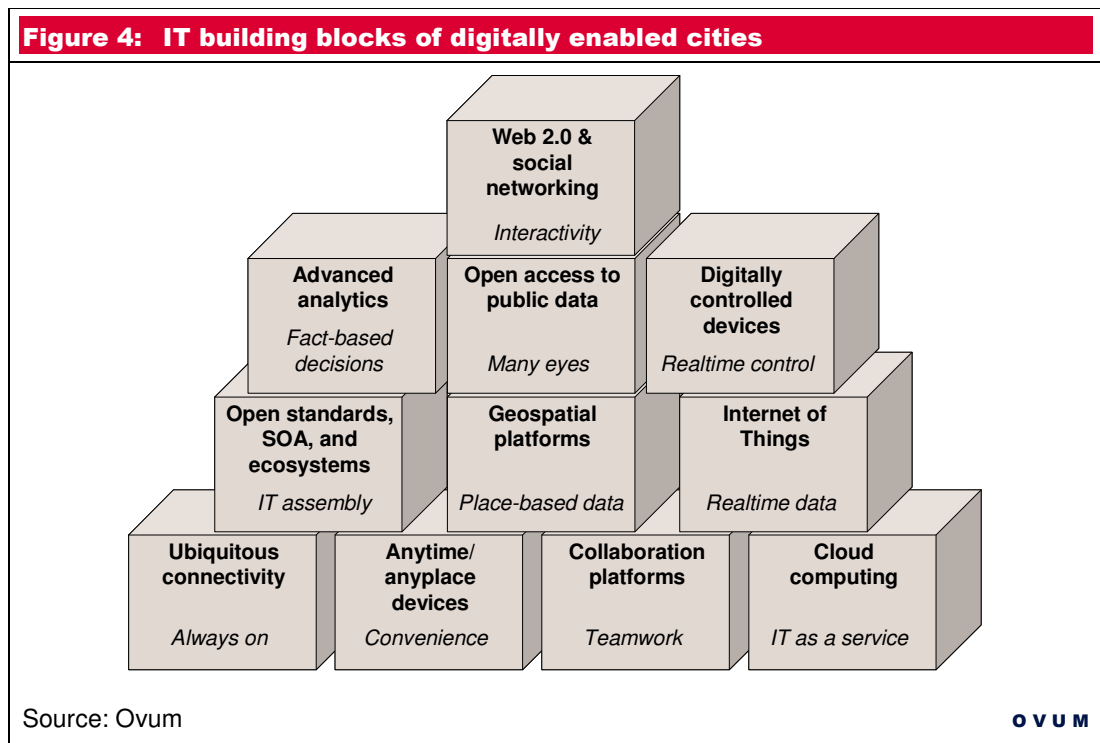 Figure 4: IT building blocks of digitally enabled cities
Web 2.0 &
social
networking
Interactivity
Advanced
analytics
Fact-based
decisions
Open access to
public data
Many eyes
Digitally
controlled
devices
Realtime control
Open standards,
SOA, and
ecosystems
IT assembly
Geospatial
platforms
Place-based data
Internet of
Things
Realtime data
Ubiquitous
connectivity
Always on
Anytime/
anyplace
devices
Convenience
Collaboration
platforms
Teamwork
Cloud
computing
IT as a service
Source: Ovum
OVUM